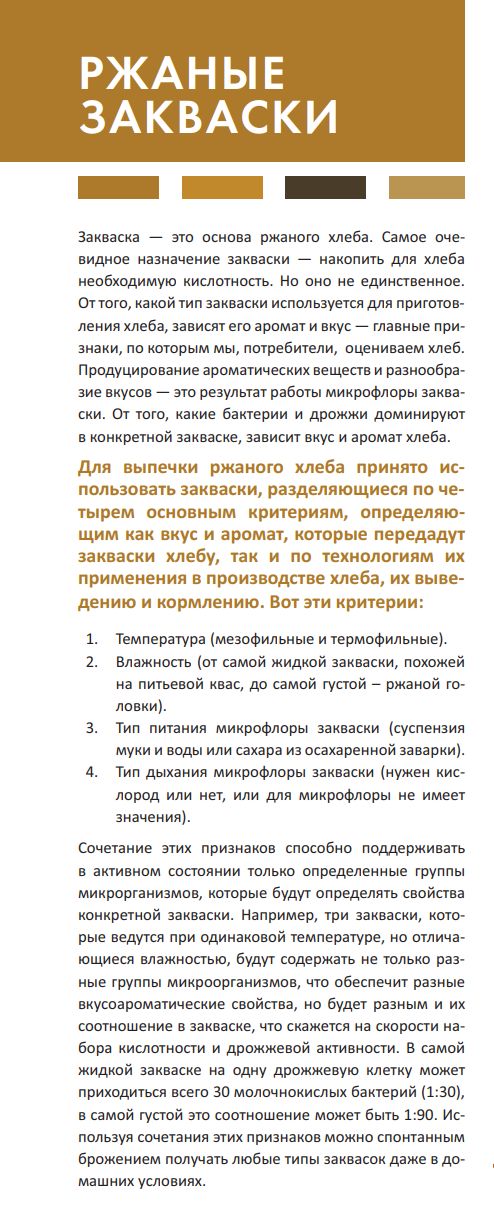 РЖАНЫЕ
ЗАКВАСКИ
Закваска — это основа ржаного хлеба. Самое оче-
видное назначение закваски — накопить для хлеба
необходимую кислотность. Но оно не единственное.
От того, какой тип закваски используется для приготов-
ления хлеба, зависят его аромат и вкус — главные при-
знаки, по которым мы, потребители, оцениваем хлеб.
Продуцирование ароматических веществ и разнообра-
зие вкусов — это результат работы микрофлоры заква-
ски. От того, какие бактерии и дрожжи доминируют
в конкретной закваске, зависит вкус и аромат хлеба.
Для выпечки ржаного хлеба принято ис-
пользовать закваски, разделяющиеся по че-
тырем основным критериям, определяю-
щим как вкус и аромат, которые передадут
закваски хлебу, так и по технологиям их
применения в производстве хлеба, их выве-
дению и кормлению. Вот эти критерии:
1. Температура (мезофильные и термофильные).
2. Влажность (от самой жидкой закваски, похожей
на питьевой квас, до самой густой – ржаной го-
ловки).
3. Тип питания микрофлоры закваски (суспензия
муки и воды или сахара из осахаренной заварки).
4. Тип дыхания микрофлоры закваски (нужен кис-
лород или нет, или для микрофлоры не имеет
значения).
Сочетание этих признаков способно поддерживать
в активном состоянии только определенные группы
микрорганизмов, которые будут определять свойства
конкретной закваски. Например, три закваски, кото-
рые ведутся при одинаковой температуре, но отлича-
ющиеся влажностью, будут содержать не только раз-
ные группы микроорганизмов, что обеспечит разные
вкусоароматические свойства, но будет разным и их
соотношение в закваске, что скажется на скорости на-
бора кислотности и дрожжевой активности. В самой
жидкой закваске на одну дрожжевую клетку может
приходиться всего 30 молочнокислых бактерий (1:30),
в самой густой это соотношение может быть 1:90. Ис-
пользуя сочетания этих признаков можно спонтанным
брожением получать любые типы заквасок даже в до-
машних условиях.